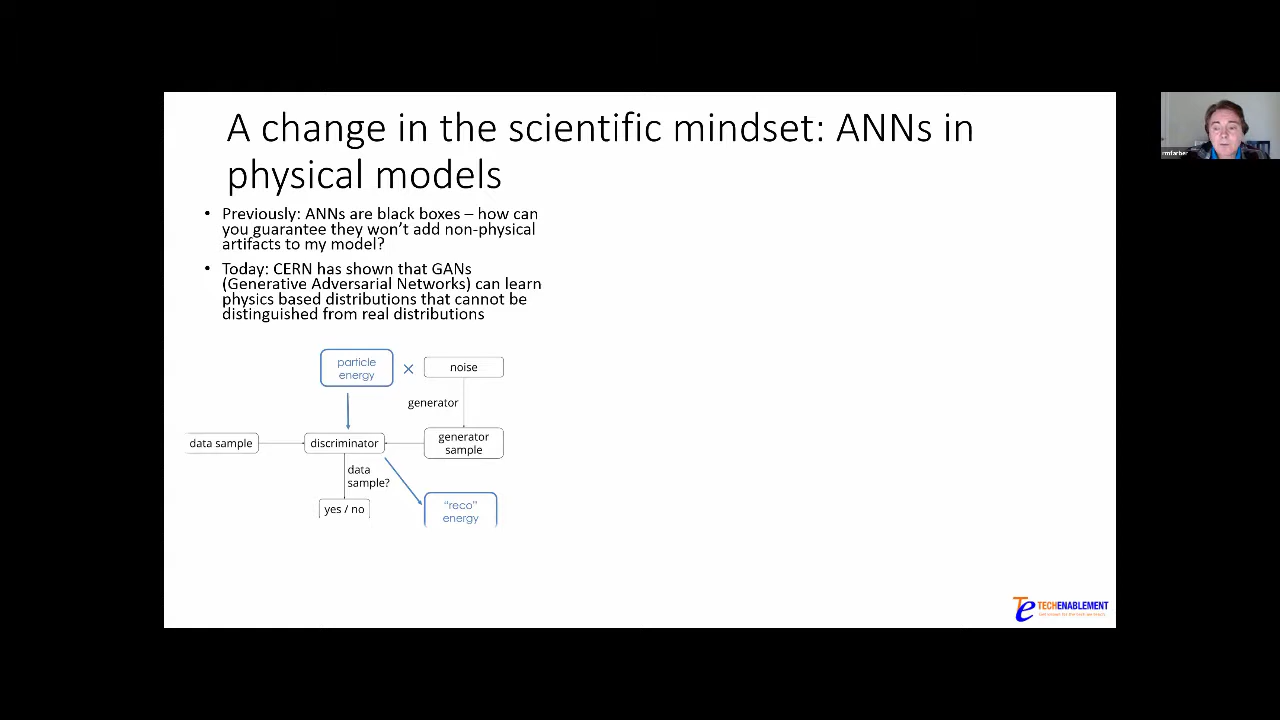 A change in the scientific mindset: ANNs in
physical models
• Previously: ANNs are black boxes – how can
you guarantee they won't add non-physical
artifacts to my model?
• Today: CERN has shown that GANs
(Generative Adversarial Networks) can learn
physics based distributions that cannot be
distinguished from real distributions
particle
energy
×
noise
generator
data sample
discriminator
generator
sample
data
sample?
yes / no
"reco"
energy
rmfarber
Te TECHENABLEMENT